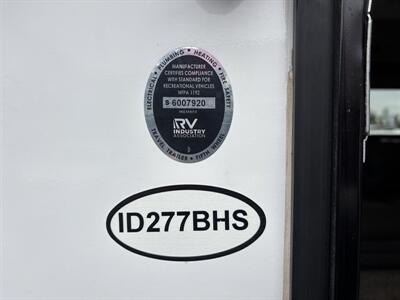 ELECTRICAL • PLUMBING • HEATING • FIRE SAFETY
MANUFACTURER
CERTIFIES COMPLIANCE
WITH STANDARD FOR
RECREATIONAL VEHICLES
NFPA 1192
S 6007920
RV
INDUSTRY
ASSOCIATION
TRAVEL TRAILER • FIFTH WHEEL
ID277BHS